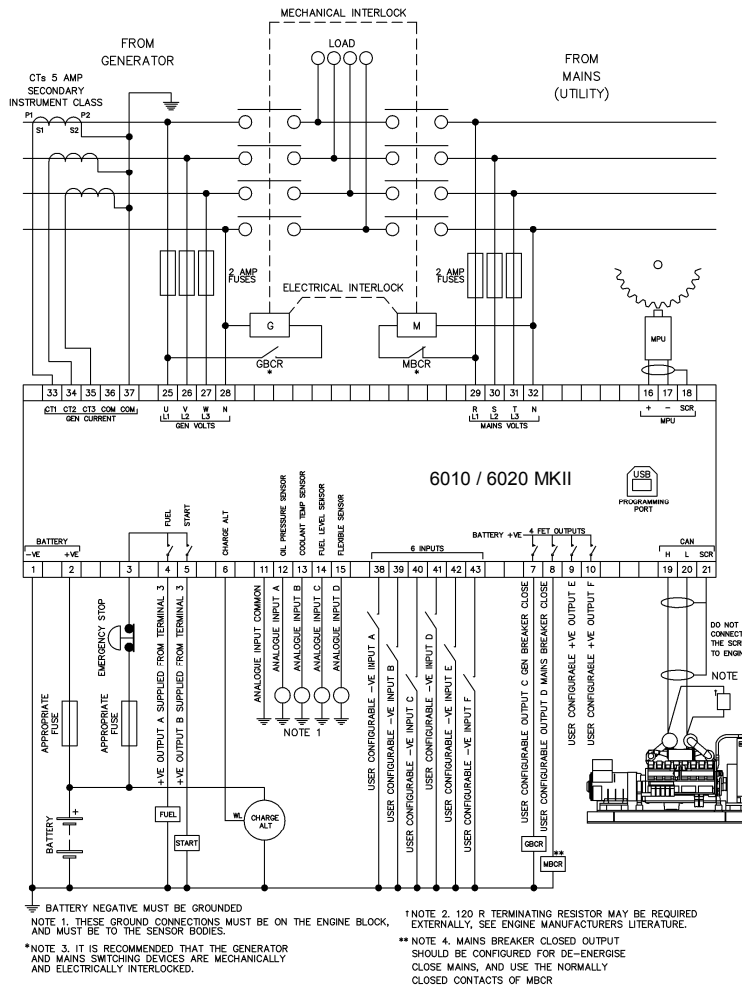 MECHANICAL INTERLOCK
FROM
GENERATOR
LOAD
FROM
MAINS
(UTILITY)
CTs 5 AMP
SECONDARY
INSTRUMENT CLASS
P1
P2
S1
S2
2 AMP
FUSES
2 AMP
FUSES
ELECTRICAL INTERLOCK
G
M
GBCR
*
MBCR
*
MPU
33 34 35 36 37
25 26 27 28
29 30 31 32
16 17 18
CT1 CT2 CT3 COM COM
GEN CURRENT
U V W N
L1 L2 L3
GEN VOLTS
R S T N
L1 L2 L3
MAINS VOLTS
+ − SCR
MPU
6010 / 6020 MKII
USB
PROGRAMMING
PORT
BATTERY
-VE +VE
FUEL
START
CHARGE ALT
OIL PRESSURE SENSOR
COOLANT TEMP SENSOR
FUEL LEVEL SENSOR
FLEXIBLE SENSOR
6 INPUTS
BATTERY +VE
4 FET OUTPUTS
CAN
H L SCR
1 2 3 4 5 6 11 12 13 14 15 38 39 40 41 42 43 7 8 9 10 19 20 21
EMERGENCY STOP
APPROPRIATE
FUSE
APPROPRIATE
FUSE
+VE OUTPUT A SUPPLIED FROM TERMINAL 3
+VE OUTPUT B SUPPLIED FROM TERMINAL 3
ANALOGUE INPUT COMMON
ANALOGUE INPUT A
ANALOGUE INPUT B
ANALOGUE INPUT C
ANALOGUE INPUT D
NOTE 1
USER CONFIGURABLE -VE INPUT A
USER CONFIGURABLE -VE INPUT B
USER CONFIGURABLE -VE INPUT C
USER CONFIGURABLE -VE INPUT D
USER CONFIGURABLE -VE INPUT E
USER CONFIGURABLE -VE INPUT F
USER CONFIGURABLE OUTPUT C GEN BREAKER CLOSE
USER CONFIGURABLE OUTPUT D MAINS BREAKER CLOSE
USER CONFIGURABLE +VE OUTPUT E
USER CONFIGURABLE +VE OUTPUT F
DO NOT
CONNECT
THE SCR
TO ENGIN
NOTE
†
BATTERY
+
FUEL
START
WL
CHARGE
ALT
GBCR
MBCR
**
BATTERY NEGATIVE MUST BE GROUNDED
NOTE 1. THESE GROUND CONNECTIONS MUST BE ON THE ENGINE BLOCK,
AND MUST BE TO THE SENSOR BODIES.
*NOTE 3. IT IS RECOMMENDED THAT THE GENERATOR
AND MAINS SWITCHING DEVICES ARE MECHANICALLY
AND ELECTRICALLY INTERLOCKED.
†NOTE 2. 120 R TERMINATING RESISTOR MAY BE REQUIRED
EXTERNALLY, SEE ENGINE MANUFACTURERS LITERATURE.
** NOTE 4. MAINS BREAKER CLOSED OUTPUT
SHOULD BE CONFIGURED FOR DE-ENERGISE
CLOSE MAINS, AND USE THE NORMALLY
CLOSED CONTACTS OF MBCR